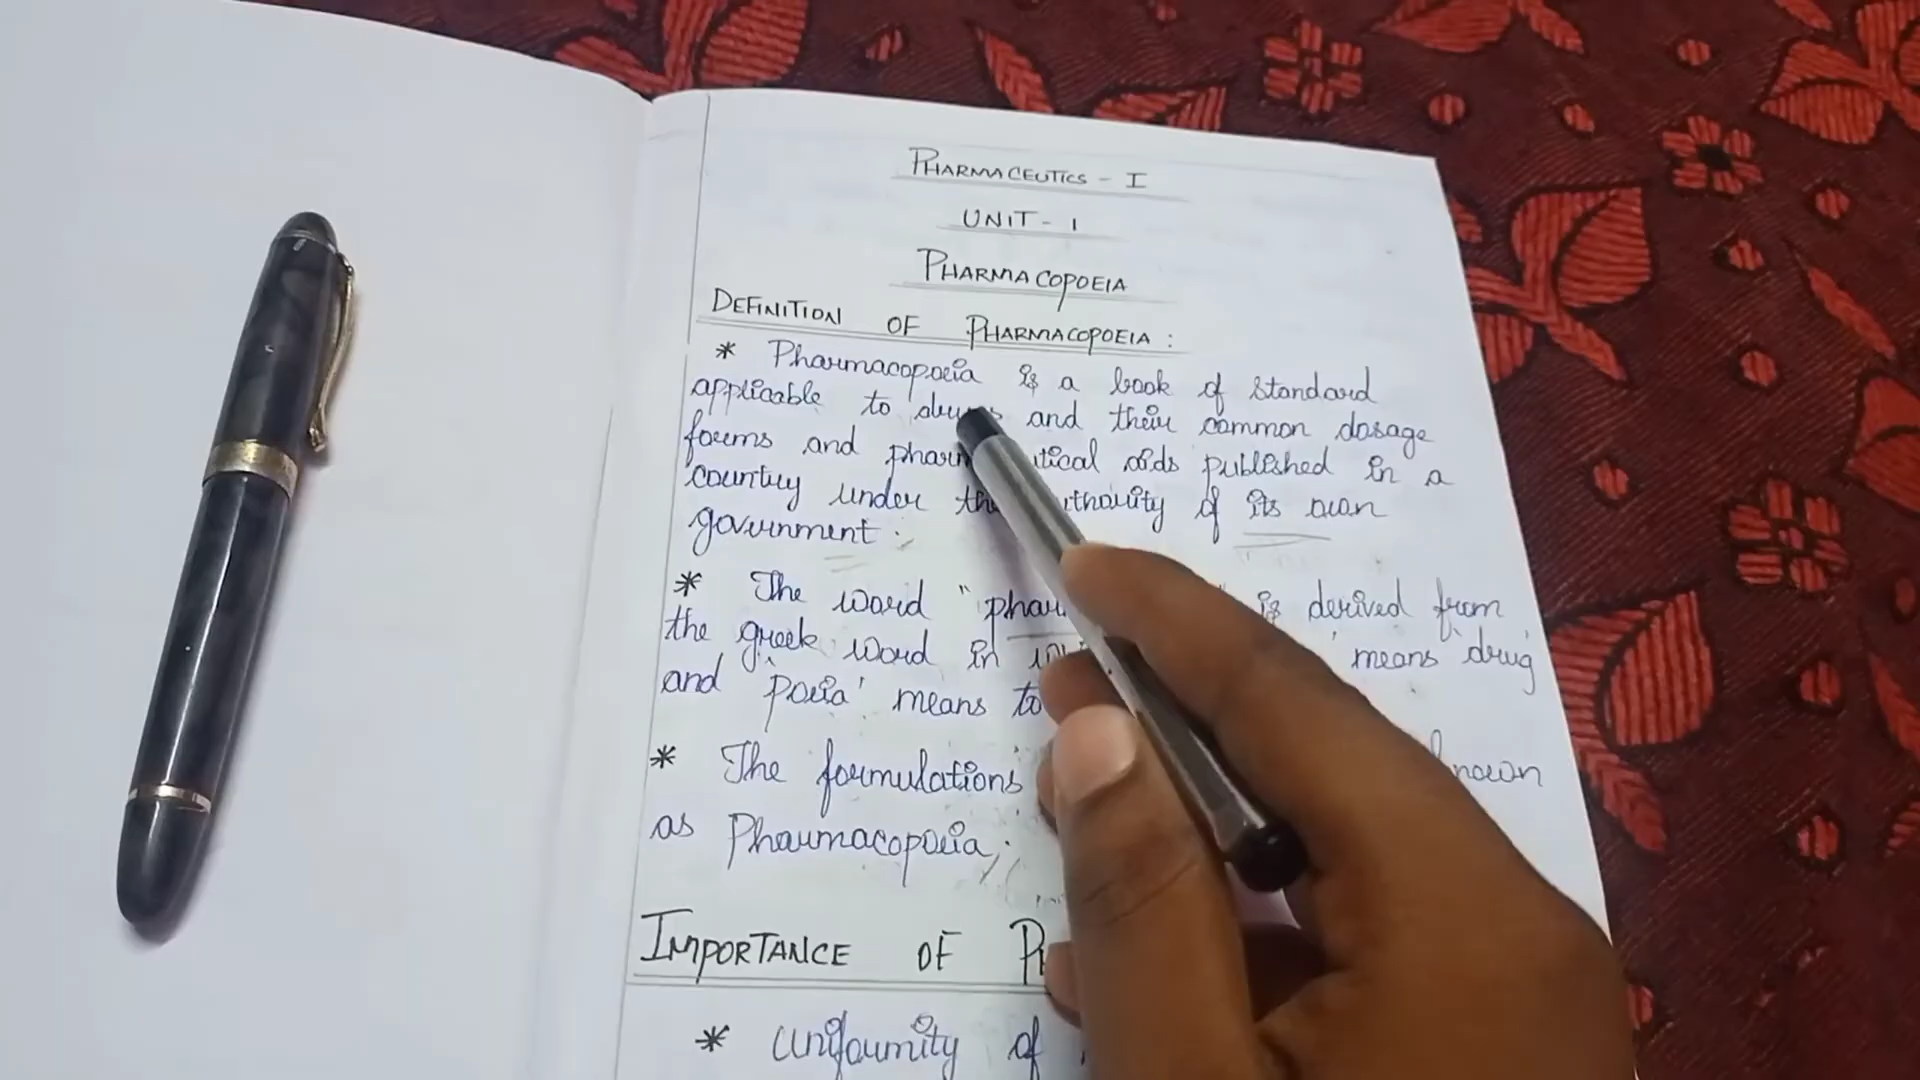 PHARMACEUTICS - I
UNIT - 1
PHARMACOPOEIA
DEFINITION OF PHARMACOPOEIA :
* Pharmacopoeia is a book of standard
applicable to and their common dosage
forms and aids published in a
country under of its own
government.
* The word " is derived from
the greek word in means 'drug'
and 'poeia' means to
* The formulations
as Pharmacopoeia.
IMPORTANCE OF
* Uniformity of